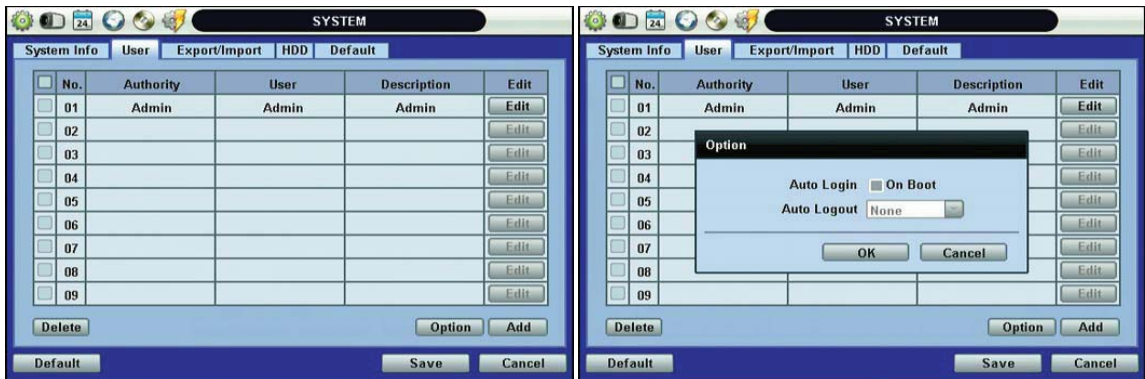 24
SYSTEM
System Info User Export/Import HDD Default
No. Authority User Description Edit
01 Admin Admin Admin Edit
02 Edit
03 Edit
04 Edit
05 Edit
06 Edit
07 Edit
08 Edit
09 Edit
Delete Option Add
Default Save Cancel
24
SYSTEM
System Info User Export/Import HDD Default
No. Authority User Description Edit
01 Admin Admin Admin Edit
02 Edit
03 Edit
04 Edit
05 Edit
06 Edit
07 Edit
08 Edit
09 Edit
Option
Auto Login On Boot
Auto Logout None
OK Cancel
Delete Option Add
Default Save Cancel